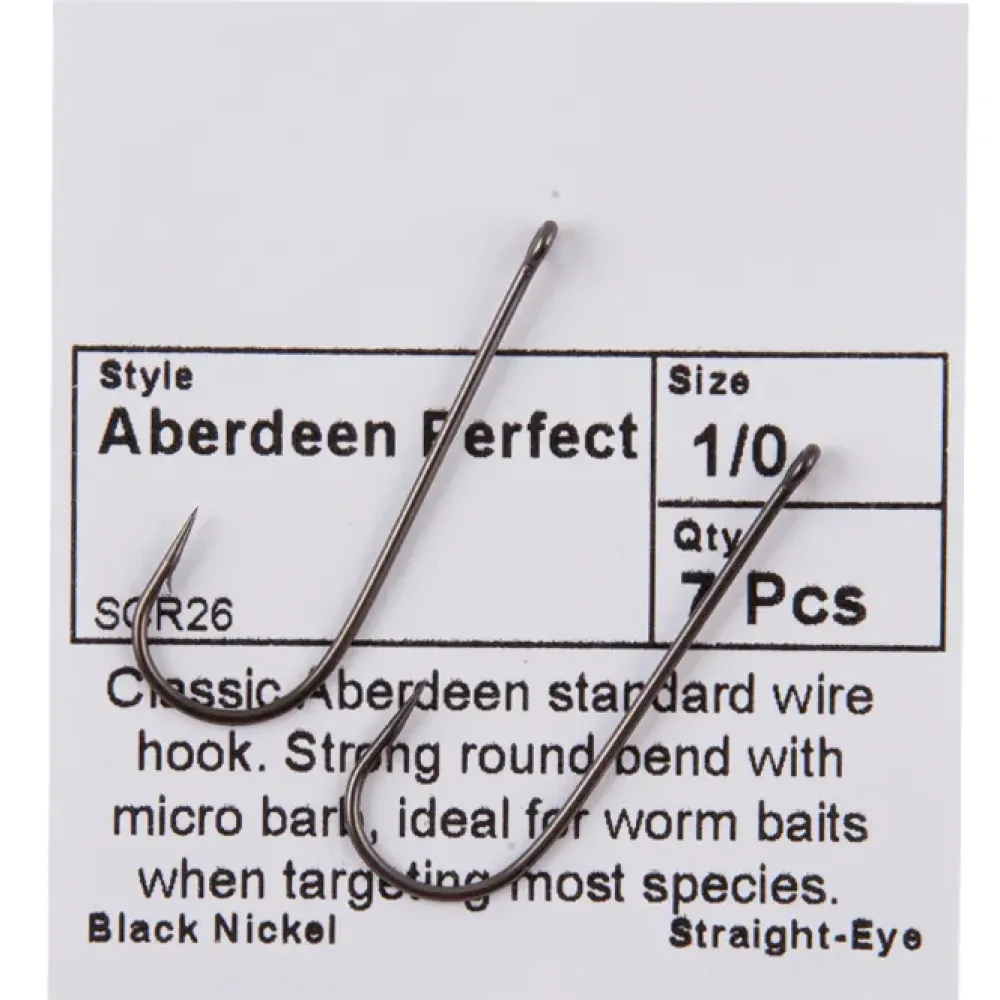 Style
Aberdeen Perfect
Size
1/0
Qty
7 Pcs
SCR26
Classic Aberdeen standard wire
hook. Strong round bend with
micro barb, ideal for worm baits
when targeting most species.
Black Nickel
Straight-Eye